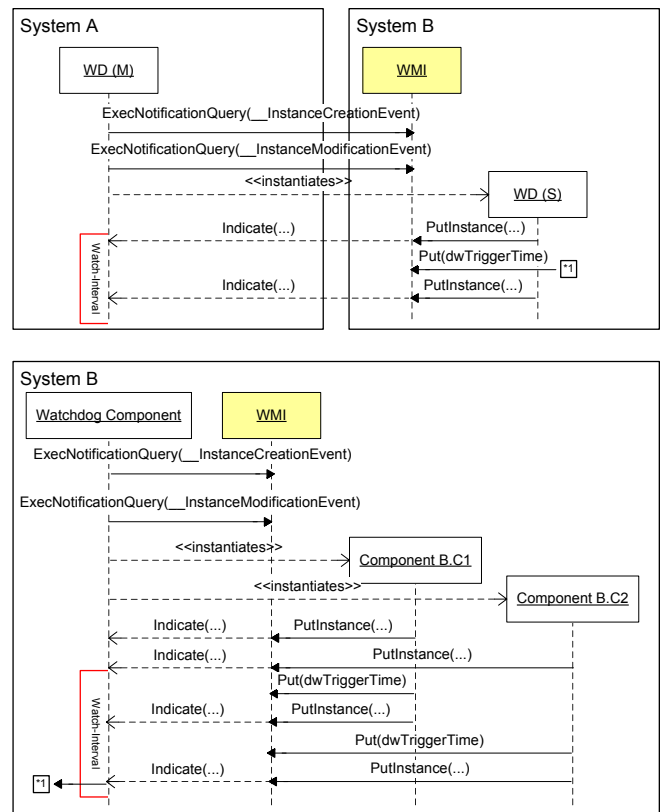 System A
System B
WD (M)
WMI
ExecNotificationQuery(__InstanceCreationEvent)
ExecNotificationQuery(__InstanceModificationEvent)
<<instantiates>>
WD (S)
Indicate(...)
PutInstance(...)
Watch-Interval
Put(dwTriggerTime)
*1
Indicate(...)
PutInstance(...)
System B
Watchdog Component
WMI
ExecNotificationQuery(__InstanceCreationEvent)
ExecNotificationQuery(__InstanceModificationEvent)
<<instantiates>>
Component B.C1
<<instantiates>>
Component B.C2
Indicate(...)
PutInstance(...)
Indicate(...)
PutInstance(...)
Put(dwTriggerTime)
Watch-Interval
Indicate(...)
PutInstance(...)
Put(dwTriggerTime)
Indicate(...)
PutInstance(...)
*1